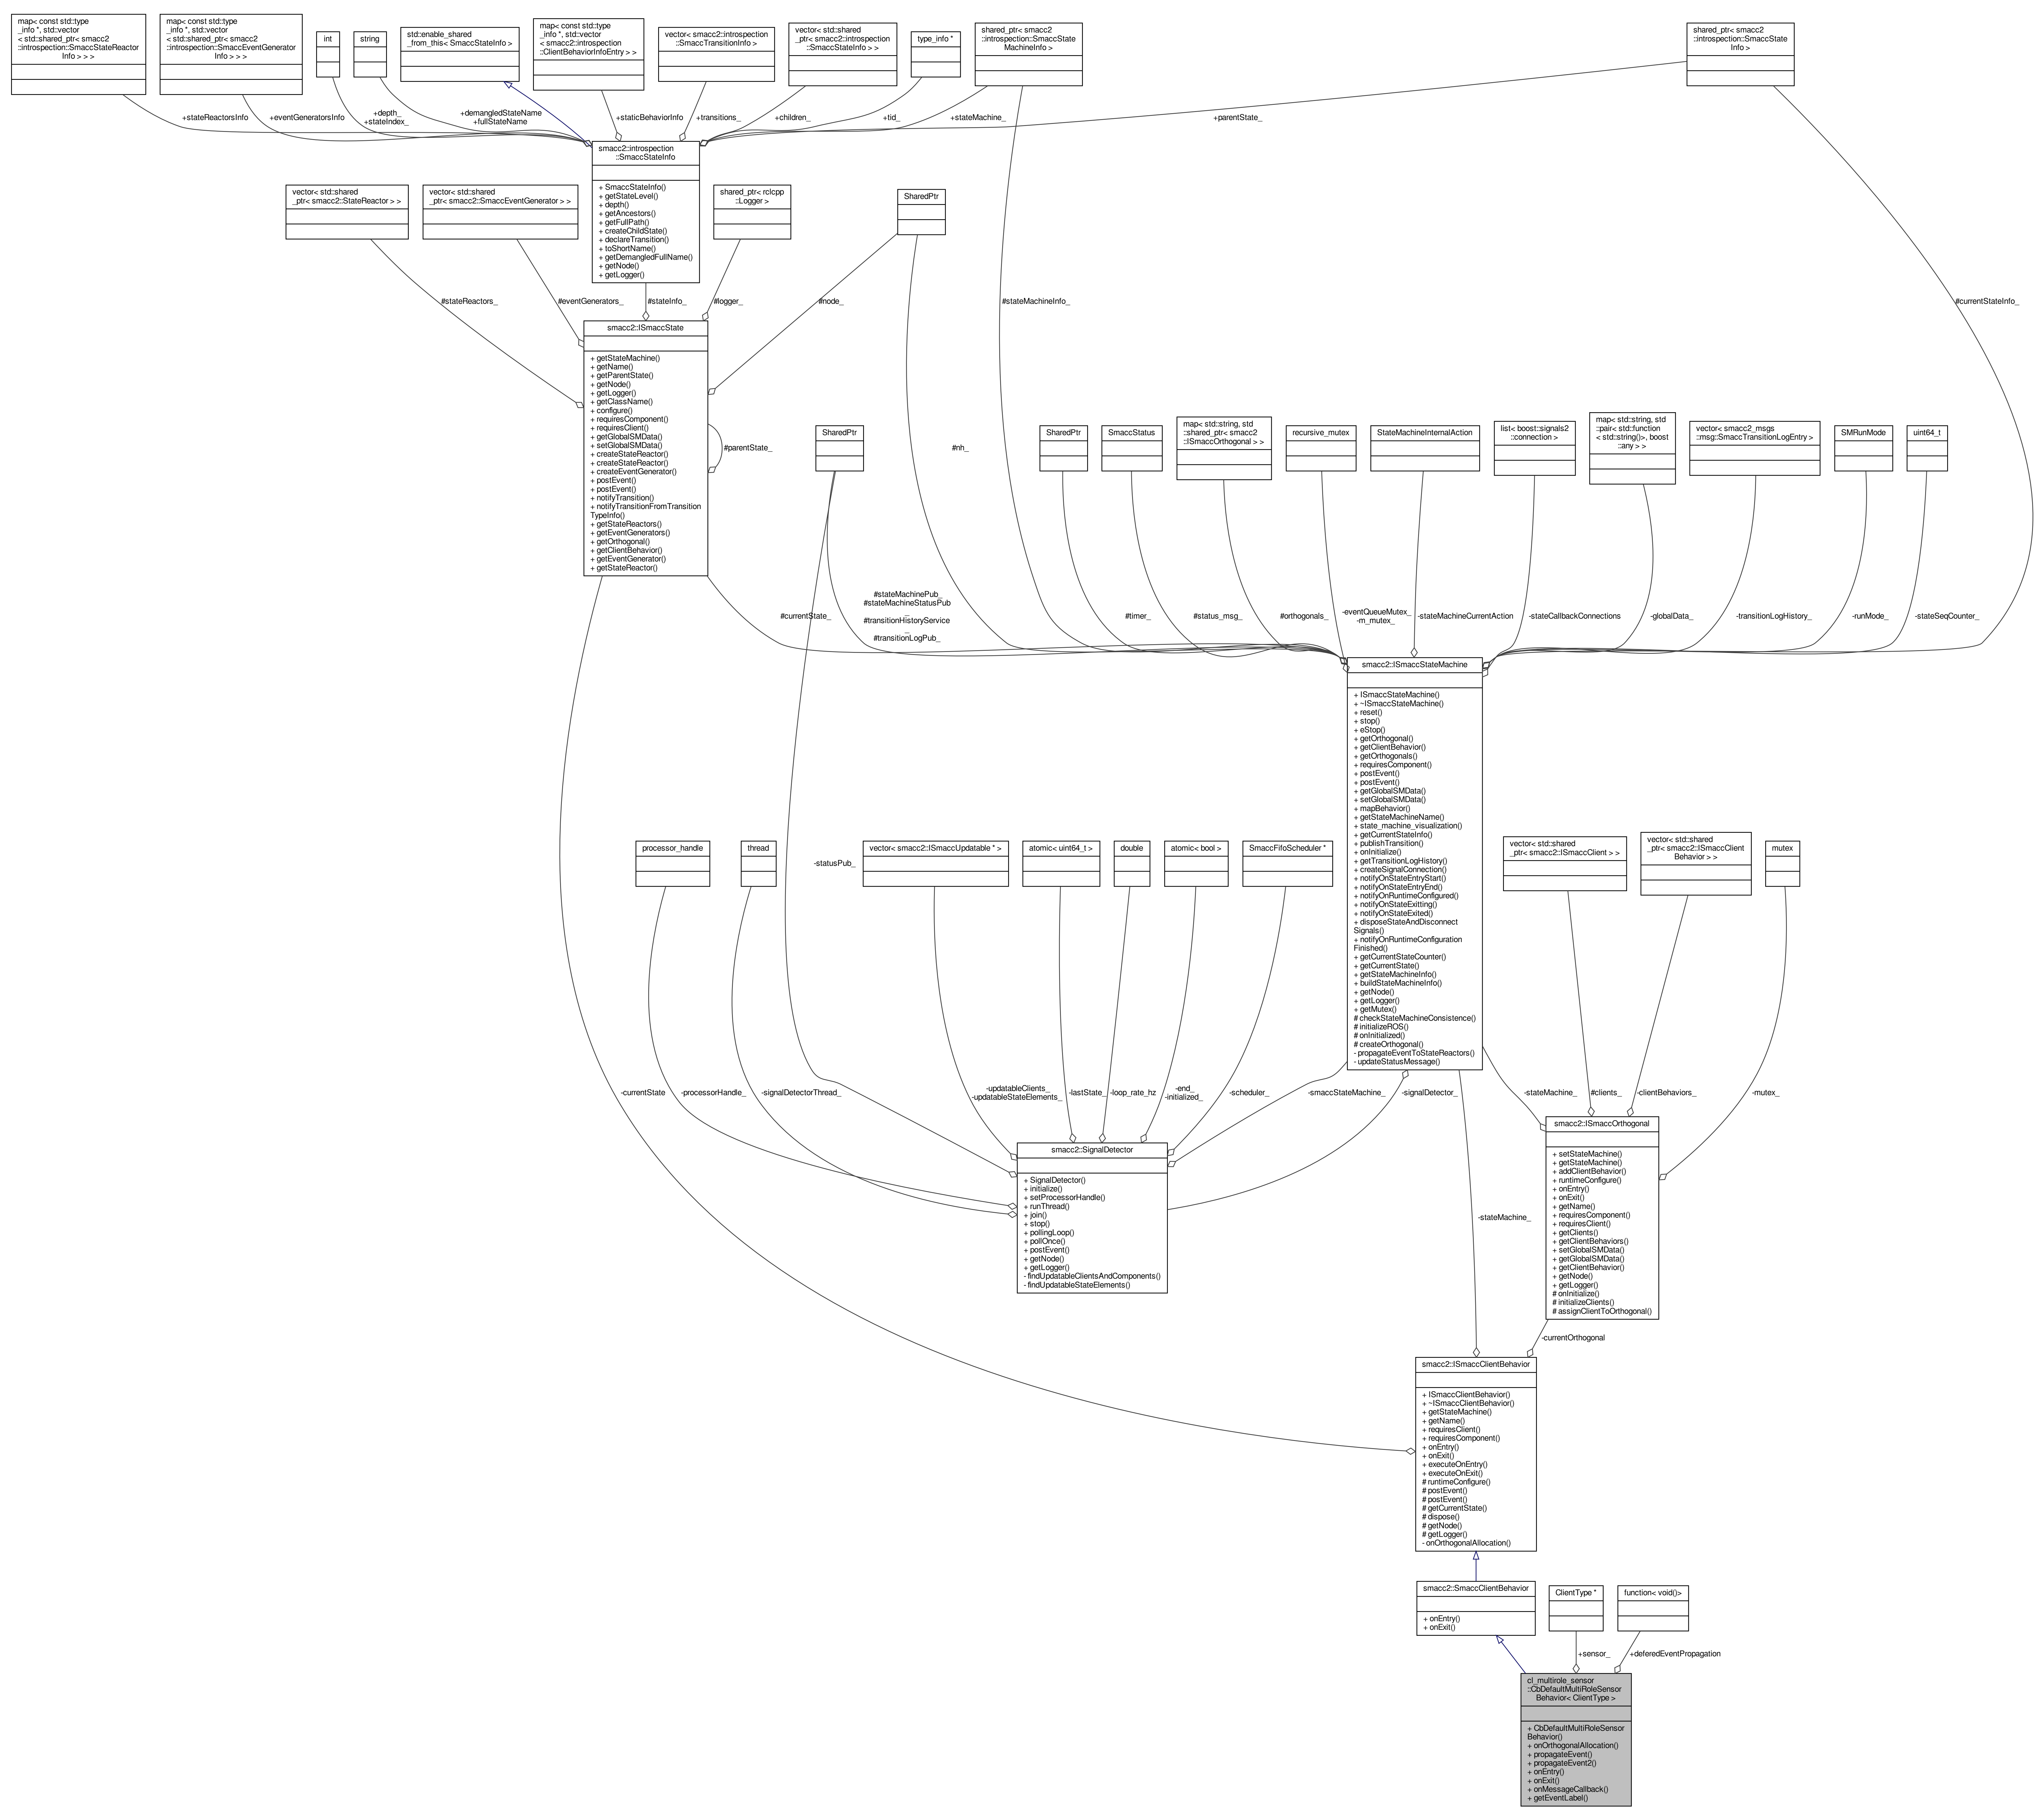 map< const std::type
_info *, std::vector
< std::shared_ptr< smacc2
::introspection::SmaccStateReactor
Info > > >
map< const std::type
_info *, std::vector
< std::shared_ptr< smacc2
::introspection::SmaccEventGenerator
Info > > >
int
string
std::enable_shared
_from_this< SmaccStateInfo >
map< const std::type
_info *, std::vector
< smacc2::introspection
::ClientBehaviorInfoEntry > >
vector< smacc2::introspection
::SmaccTransitionInfo >
vector< std::shared
_ptr< smacc2::introspection
::SmaccStateInfo > >
type_info *
shared_ptr< smacc2
::introspection::SmaccState
MachineInfo >
shared_ptr< smacc2
::introspection::SmaccState
Info >
+stateReactorsInfo
+eventGeneratorsInfo
+depth_
+stateIndex_
+demangledStateName
+fullStateName
+staticBehaviorInfo
+transitions_
+children_
+tid_
+stateMachine_
+parentState_
smacc2::introspection
::SmaccStateInfo
+ SmaccStateInfo()
+ getStateLevel()
+ depth()
+ getAncestors()
+ getFullPath()
+ createChildState()
+ declareTransition()
+ toShortName()
+ getDemangledFullName()
+ getNode()
+ getLogger()
vector< std::shared
_ptr< smacc2::StateReactor > >
vector< std::shared
_ptr< smacc2::SmaccEventGenerator > >
shared_ptr< rclcpp
::Logger >
SharedPtr
#stateReactors_
#eventGenerators_
#stateInfo_
#logger_
#node_
#stateMachineInfo_
#currentStateInfo_
smacc2::ISmaccState
+ getStateMachine()
+ getName()
+ getParentState()
+ getNode()
+ getLogger()
+ getClassName()
+ configure()
+ requiresComponent()
+ requiresClient()
+ getGlobalSMData()
+ setGlobalSMData()
+ createStateReactor()
+ createStateReactor()
+ createEventGenerator()
+ postEvent()
+ postEvent()
+ notifyTransition()
+ notifyTransitionFromTransition
TypeInfo()
+ getStateReactors()
+ getEventGenerators()
+ getOrthogonal()
+ getClientBehavior()
+ getEventGenerator()
+ getStateReactor()
#parentState_
SharedPtr
#nh_
SharedPtr
SmaccStatus
map< std::string, std
::shared_ptr< smacc2
::ISmaccOrthogonal > >
recursive_mutex
StateMachineInternalAction
list< boost::signals2
::connection >
map< std::string, std
::pair< std::function
< std::string()>, boost
::any > >
vector< smacc2_msgs
::msg::SmaccTransitionLogEntry >
SMRunMode
uint64_t
#currentState_
#stateMachinePub_
#stateMachineStatusPub
_
#transitionHistoryService
_
#transitionLogPub_
#timer_
#status_msg_
#orthogonals_
-eventQueueMutex_
-m_mutex_
-stateMachineCurrentAction
-stateCallbackConnections
-globalData_
-transitionLogHistory_
-runMode_
-stateSeqCounter_
smacc2::ISmaccStateMachine
+ ISmaccStateMachine()
+ ~ISmaccStateMachine()
+ reset()
+ stop()
+ eStop()
+ getOrthogonal()
+ getClientBehavior()
+ getOrthogonals()
+ requiresComponent()
+ postEvent()
+ postEvent()
+ getGlobalSMData()
+ setGlobalSMData()
+ mapBehavior()
+ getStateMachineName()
+ state_machine_visualization()
+ getCurrentStateInfo()
+ publishTransition()
+ onInitialize()
+ getTransitionLogHistory()
+ createSignalConnection()
+ notifyOnStateEntryStart()
+ notifyOnStateEntryEnd()
+ notifyOnRuntimeConfigured()
+ notifyOnStateExitting()
+ notifyOnStateExited()
+ disposeStateAndDisconnect
Signals()
+ notifyOnRuntimeConfiguration
Finished()
+ getCurrentStateCounter()
+ getCurrentState()
+ getStateMachineInfo()
+ buildStateMachineInfo()
+ getNode()
+ getLogger()
+ getMutex()
# checkStateMachineConsistence()
# initializeROS()
# onInitialized()
# createOrthogonal()
- propagateEventToStateReactors()
- updateStatusMessage()
processor_handle
thread
-statusPub_
vector< smacc2::ISmaccUpdatable * >
atomic< uint64_t >
double
atomic< bool >
SmaccFifoScheduler *
vector< std::shared
_ptr< smacc2::ISmaccClient > >
vector< std::shared
_ptr< smacc2::ISmaccClient
Behavior > >
mutex
-currentState
-processorHandle_
-signalDetectorThread_
-updatableClients_
-updatableStateElements_
-lastState_
-loop_rate_hz
-end_
-initialized_
-scheduler_
-smaccStateMachine_
-signalDetector_
-stateMachine_
#clients_
-clientBehaviors_
-mutex_
smacc2::SignalDetector
+ SignalDetector()
+ initialize()
+ setProcessorHandle()
+ runThread()
+ join()
+ stop()
+ pollingLoop()
+ pollOnce()
+ postEvent()
+ getNode()
+ getLogger()
- findUpdatableClientsAndComponents()
- findUpdatableStateElements()
smacc2::ISmaccOrthogonal
+ setStateMachine()
+ getStateMachine()
+ addClientBehavior()
+ runtimeConfigure()
+ onEntry()
+ onExit()
+ getName()
+ requiresComponent()
+ requiresClient()
+ getClients()
+ getClientBehaviors()
+ setGlobalSMData()
+ getGlobalSMData()
+ getClientBehavior()
+ getNode()
+ getLogger()
# onInitialize()
# initializeClients()
# assignClientToOrthogonal()
-stateMachine_
-currentOrthogonal
smacc2::ISmaccClientBehavior
+ ISmaccClientBehavior()
+ ~ISmaccClientBehavior()
+ getStateMachine()
+ getName()
+ requiresClient()
+ requiresComponent()
+ onEntry()
+ onExit()
+ executeOnEntry()
+ executeOnExit()
# runtimeConfigure()
# postEvent()
# postEvent()
# getCurrentState()
# dispose()
# getNode()
# getLogger()
- onOrthogonalAllocation()
smacc2::SmaccClientBehavior
+ onEntry()
+ onExit()
ClientType *
function< void()>
+sensor_
+deferedEventPropagation
cl_multirole_sensor
::CbDefaultMultiRoleSensor
Behavior< ClientType >
+ CbDefaultMultiRoleSensor
Behavior()
+ onOrthogonalAllocation()
+ propagateEvent()
+ propagateEvent2()
+ onEntry()
+ onExit()
+ onMessageCallback()
+ getEventLabel()